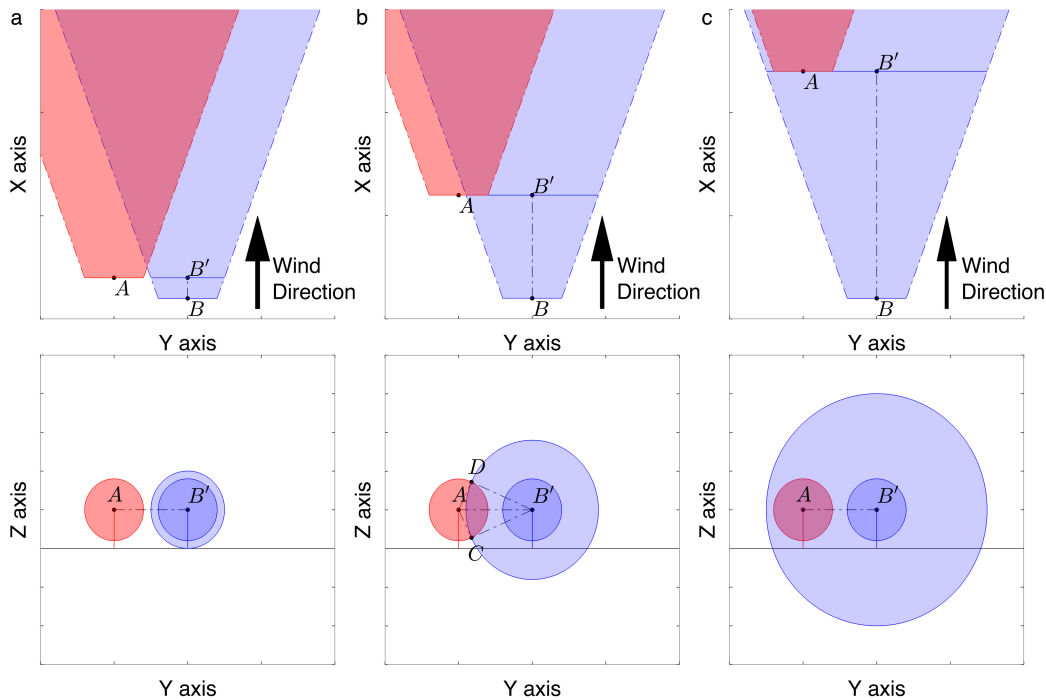 a
X axis
A
B′
B
Wind
Direction
Y axis
b
X axis
A
B′
B
Wind
Direction
Y axis
c
X axis
A
B′
B
Wind
Direction
Y axis
Z axis
A
B′
Y axis
Z axis
D
A
B′
C
Y axis
Z axis
A
B′
Y axis